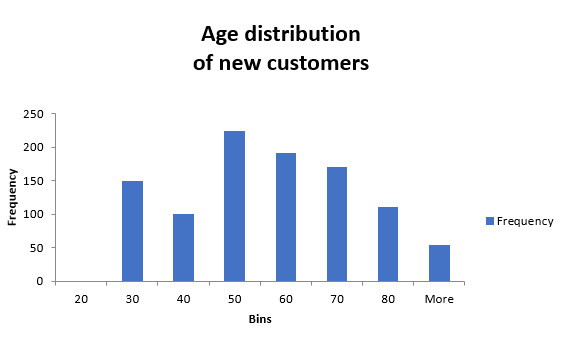 Age distribution
of new customers
250
200
150
100
50
0
Frequency
20 30 40 50 60 70 80 More
Bins
Frequency